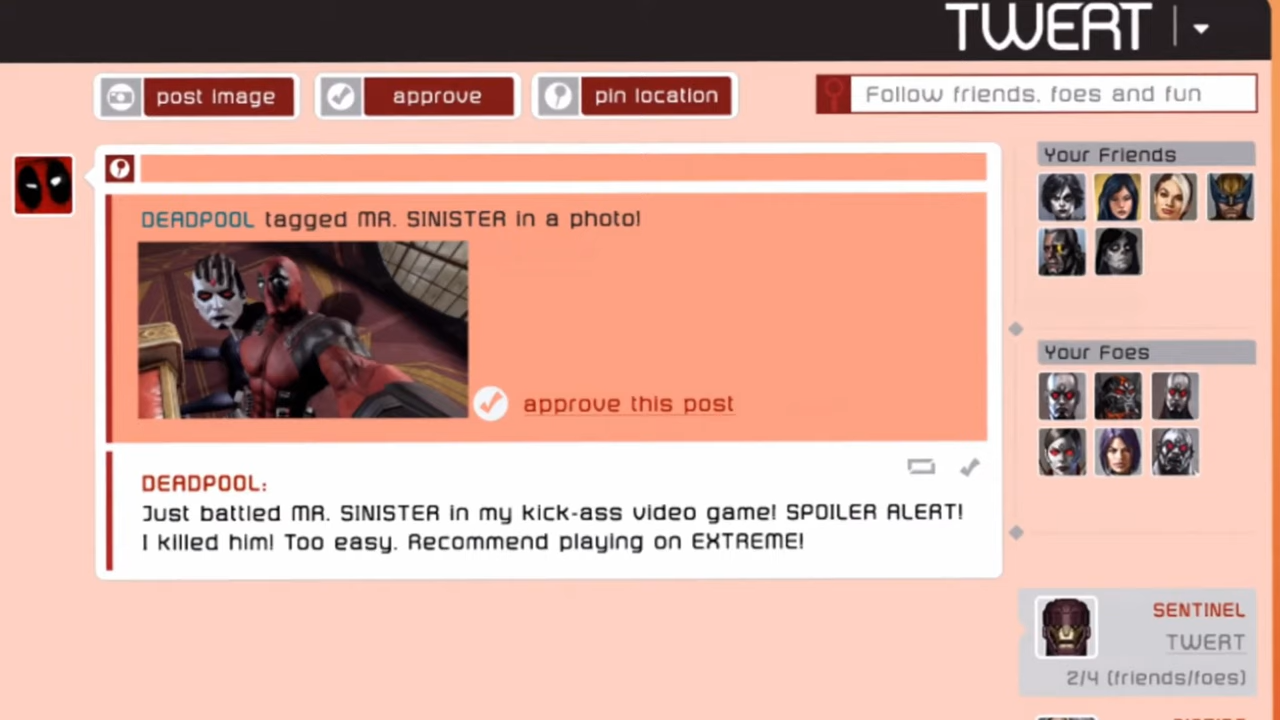 TWERT
post image
approve
pin location
Follow friends, foes and fun
Your Friends
DEADPOOL tagged MR. SINISTER in a photo!
approve this post
Your Foes
DEADPOOL:
Just battled MR. SINISTER in my kick-ass video game! SPOILER ALERT!
I killed him! Too easy. Recommend playing on EXTREME!
SENTINEL
TWERT
2/4 (friends/foes)